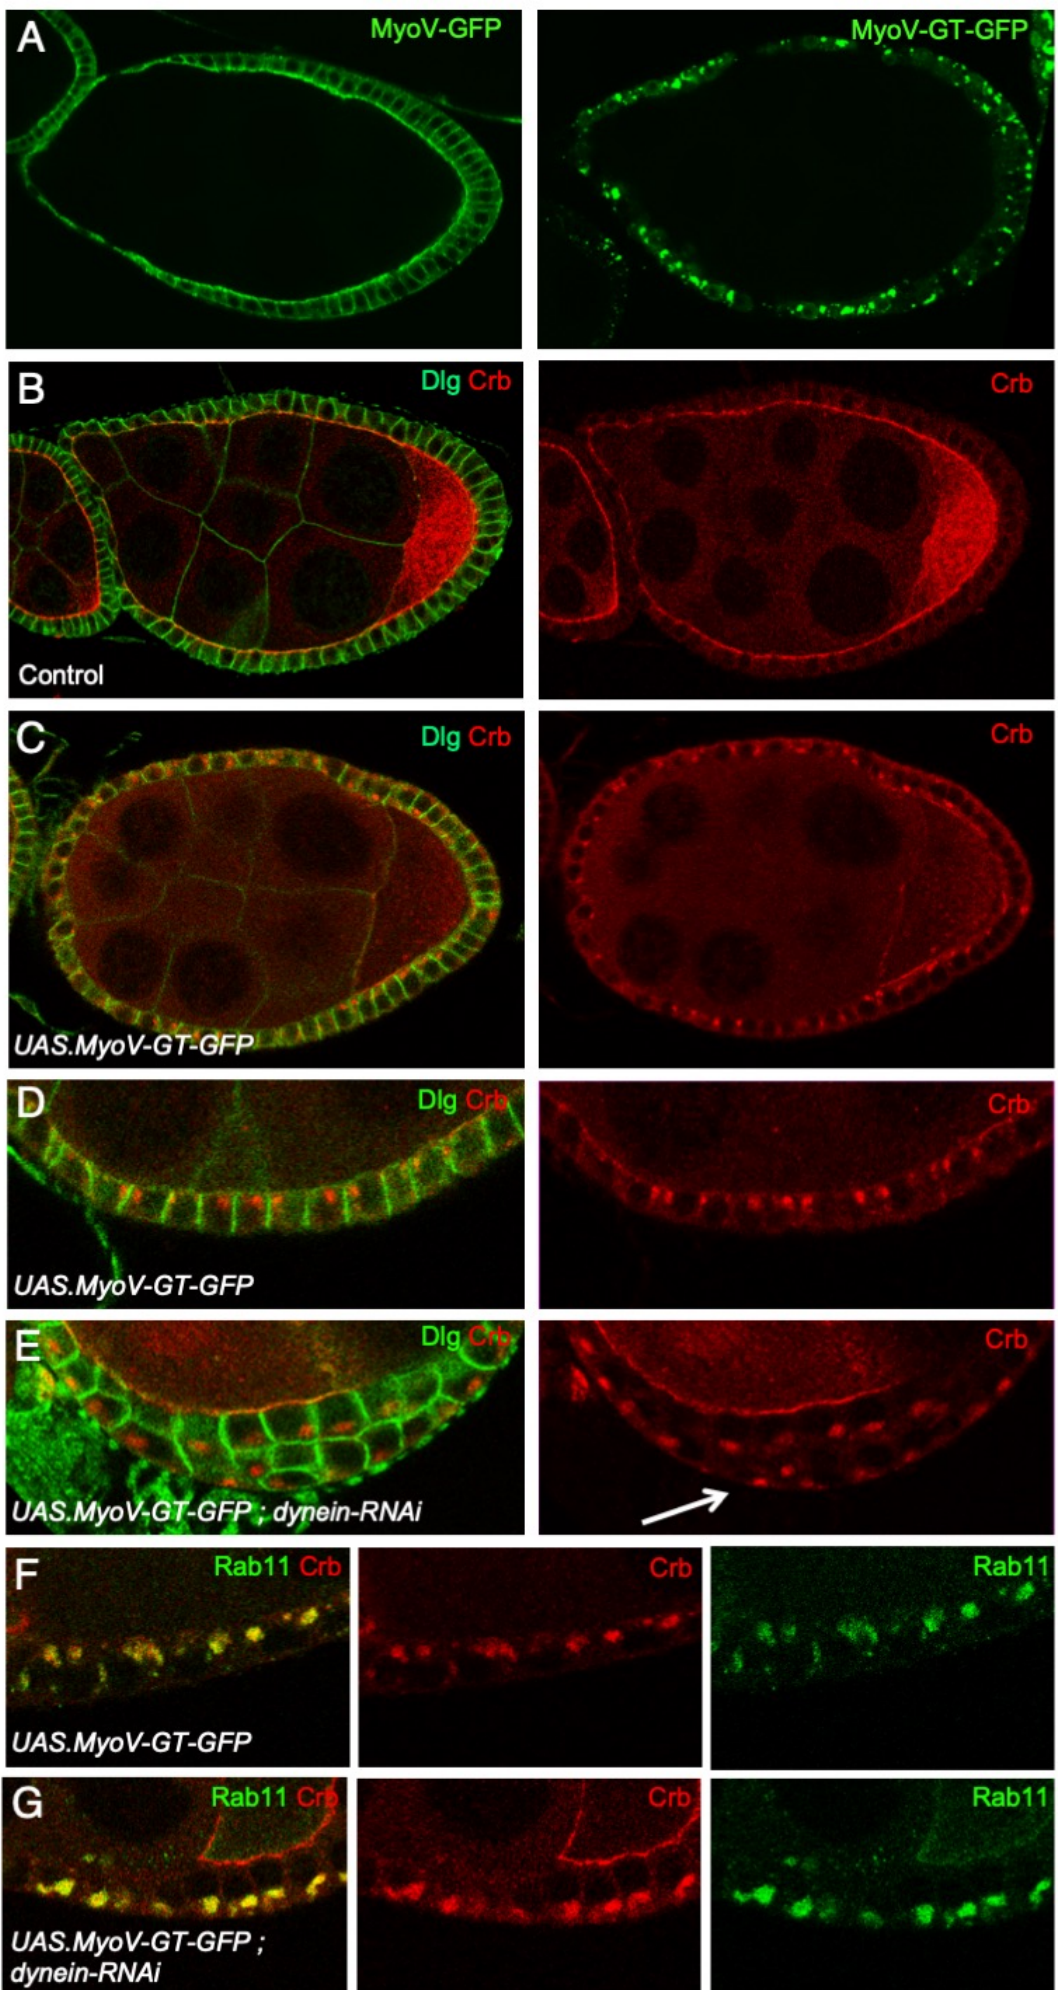 A
MyoV-GFP
MyoV-GT-GFP
B
Dlg Crb
Crb
Control
C
Dlg Crb
Crb
UAS.MyoV-GT-GFP
D
Dlg Crb
Crb
UAS.MyoV-GT-GFP
E
Dlg Crb
Crb
UAS.MyoV-GT-GFP ; dynein-RNAi
F
Rab11 Crb
Crb
Rab11
UAS.MyoV-GT-GFP
G
Rab11 Crb
Crb
Rab11
UAS.MyoV-GT-GFP ;
dynein-RNAi